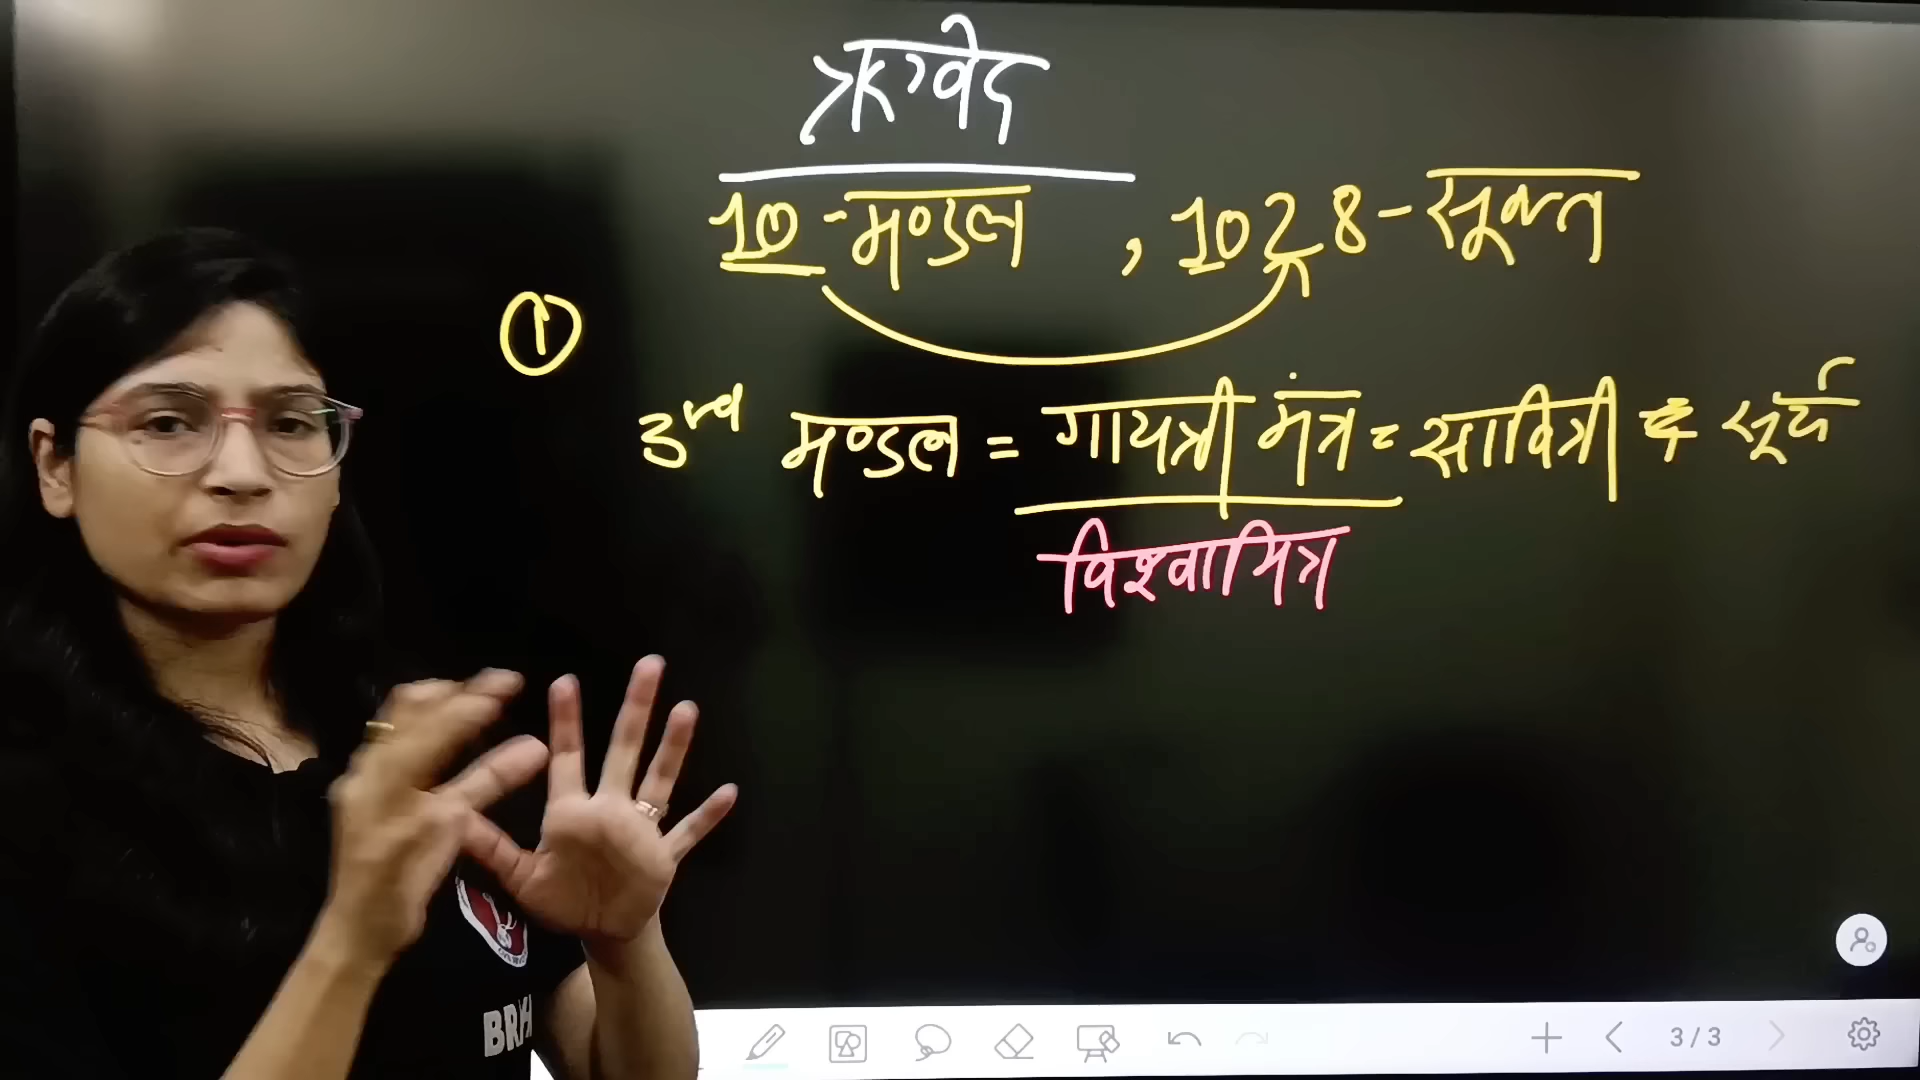 ऋग्वेद
10 - मण्डल , 1028 - सूक्त
①
3rd मण्डल = गायत्री मंत्र = सावित्री = सूर्य
विश्वामित्र
3/3